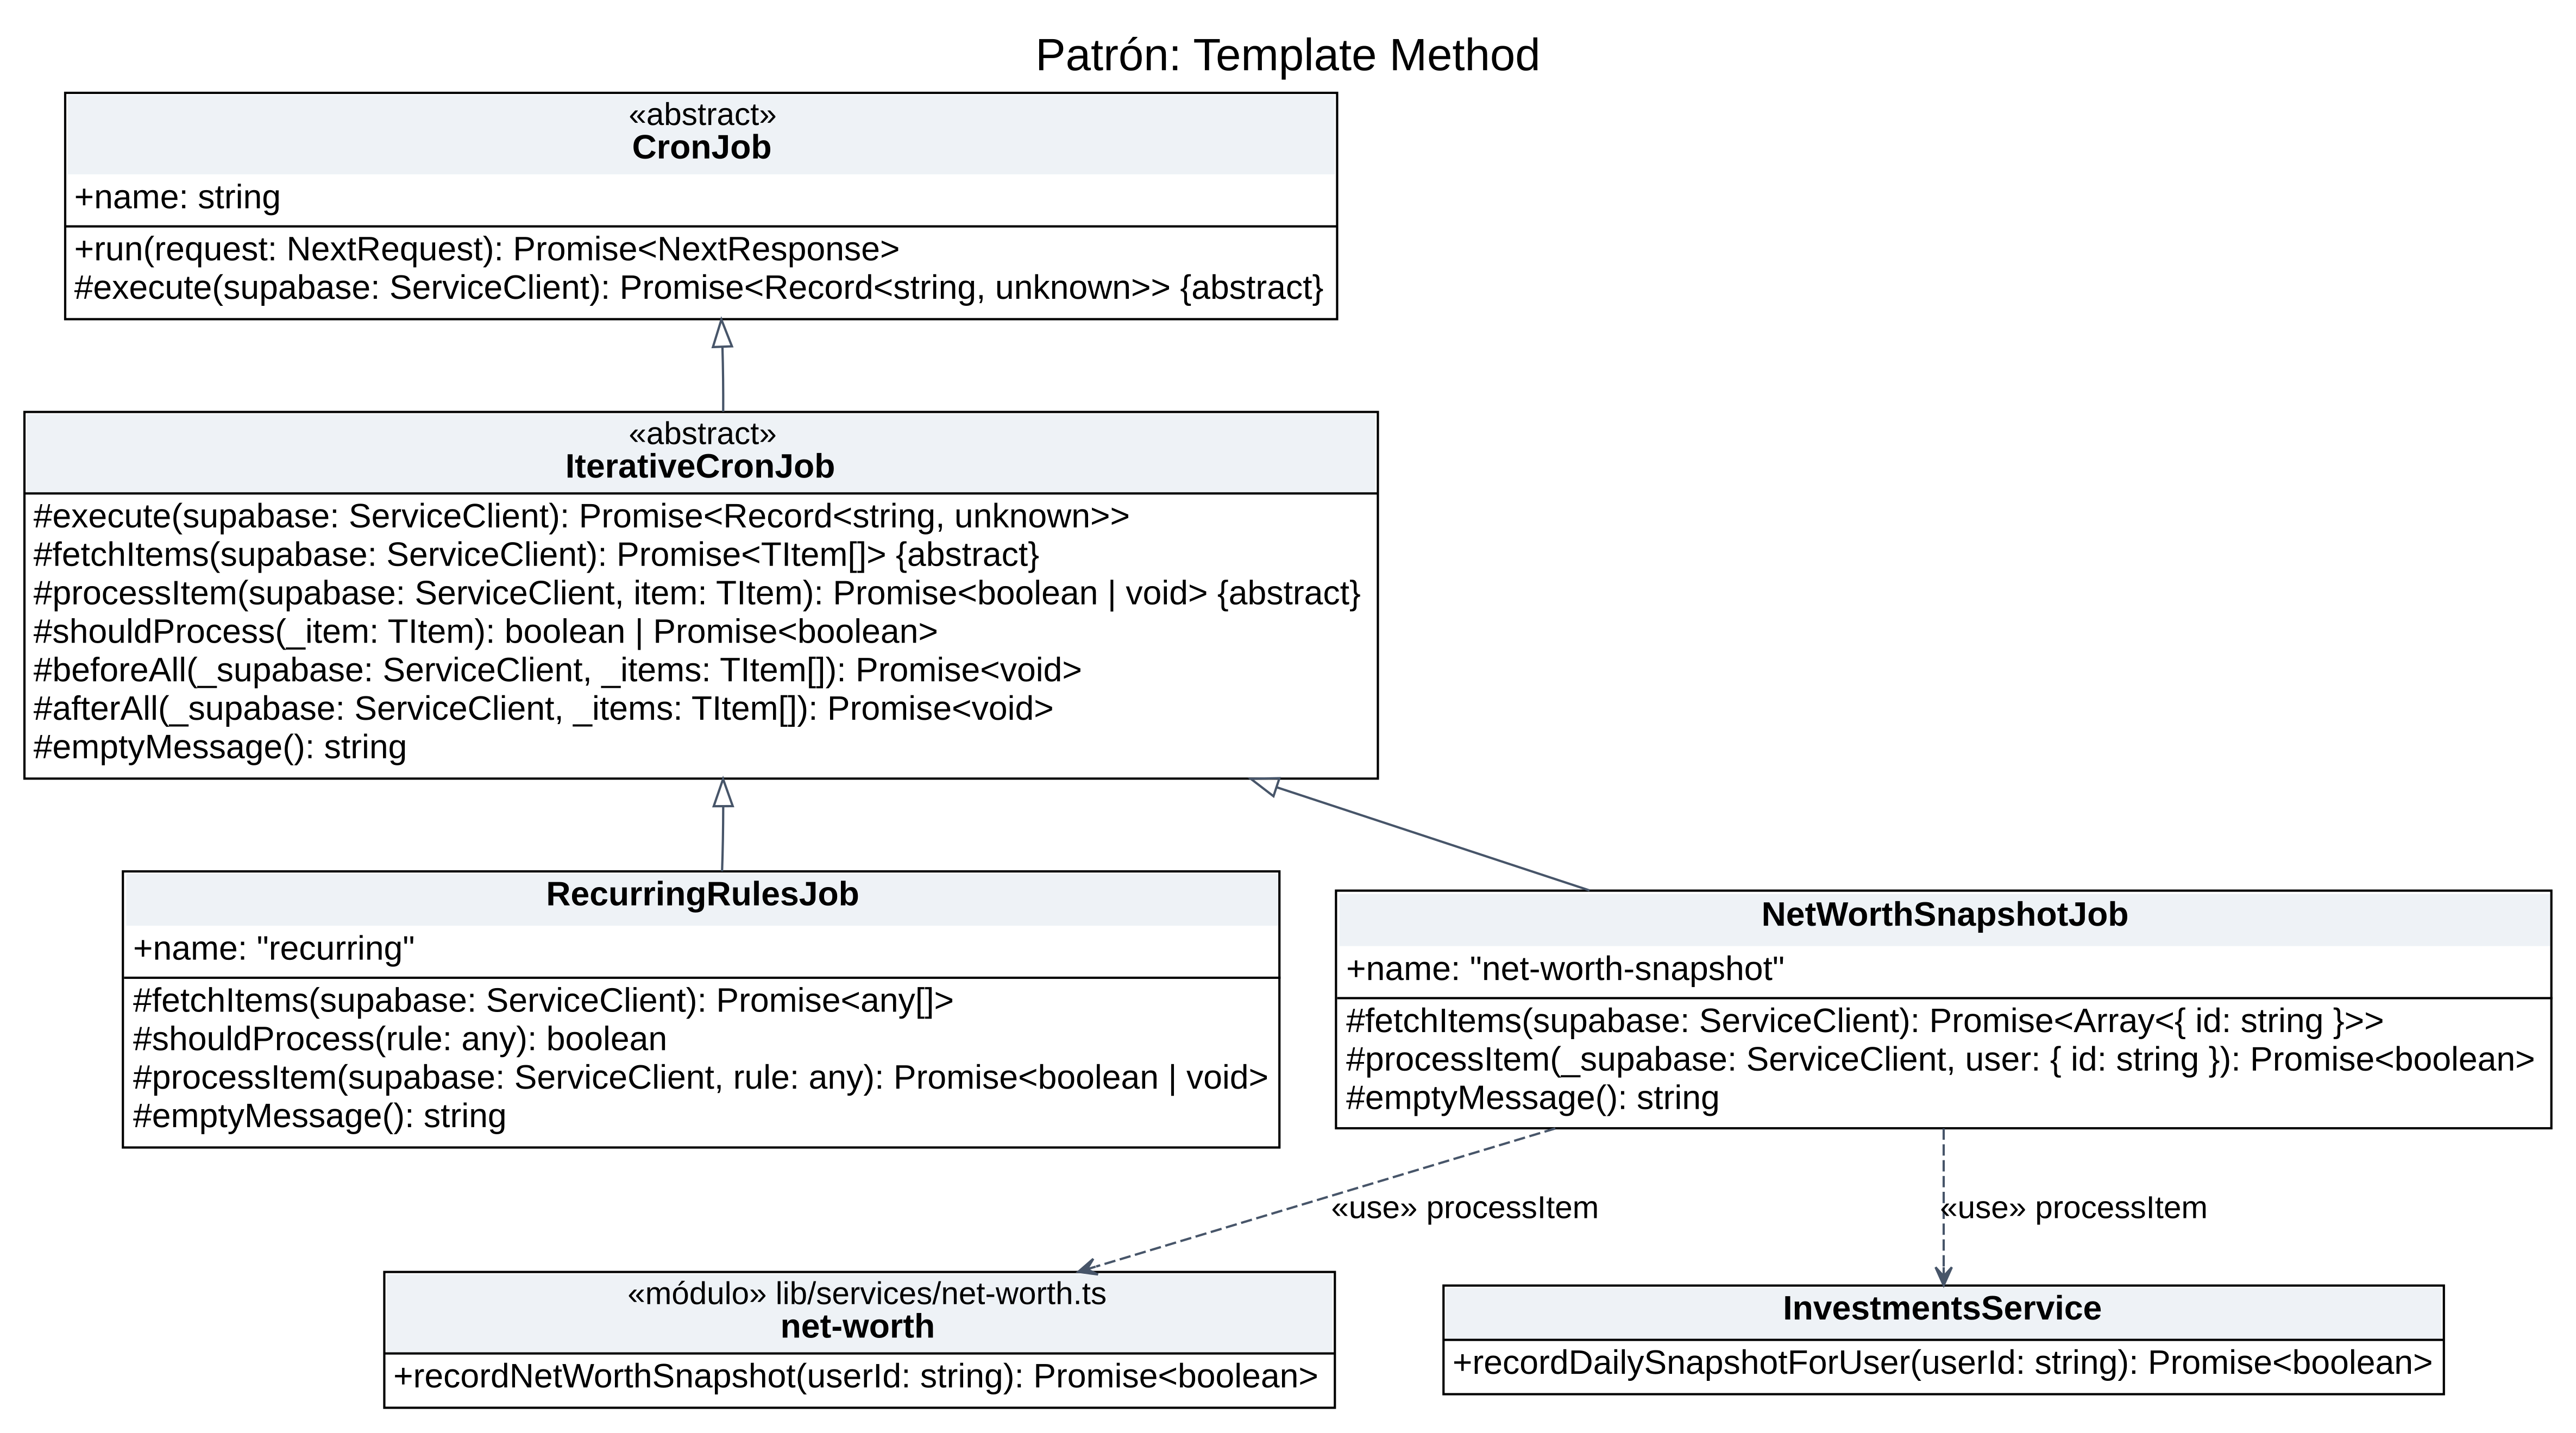 Patrón: Template Method
«abstract»
CronJob
+name: string
+run(request: NextRequest): Promise<NextResponse>
#execute(supabase: ServiceClient): Promise<Record<string, unknown>> {abstract}
«abstract»
IterativeCronJob
#execute(supabase: ServiceClient): Promise<Record<string, unknown>>
#fetchItems(supabase: ServiceClient): Promise<TItem[]> {abstract}
#processItem(supabase: ServiceClient, item: TItem): Promise<boolean | void> {abstract}
#shouldProcess(_item: TItem): boolean | Promise<boolean>
#beforeAll(_supabase: ServiceClient, _items: TItem[]): Promise<void>
#afterAll(_supabase: ServiceClient, _items: TItem[]): Promise<void>
#emptyMessage(): string
RecurringRulesJob
+name: "recurring"
#fetchItems(supabase: ServiceClient): Promise<any[]>
#shouldProcess(rule: any): boolean
#processItem(supabase: ServiceClient, rule: any): Promise<boolean | void>
#emptyMessage(): string
NetWorthSnapshotJob
+name: "net-worth-snapshot"
#fetchItems(supabase: ServiceClient): Promise<Array<{ id: string }>>
#processItem(_supabase: ServiceClient, user: { id: string }): Promise<boolean>
#emptyMessage(): string
«use» processItem
«use» processItem
«módulo» lib/services/net-worth.ts
net-worth
+recordNetWorthSnapshot(userId: string): Promise<boolean>
InvestmentsService
+recordDailySnapshotForUser(userId: string): Promise<boolean>